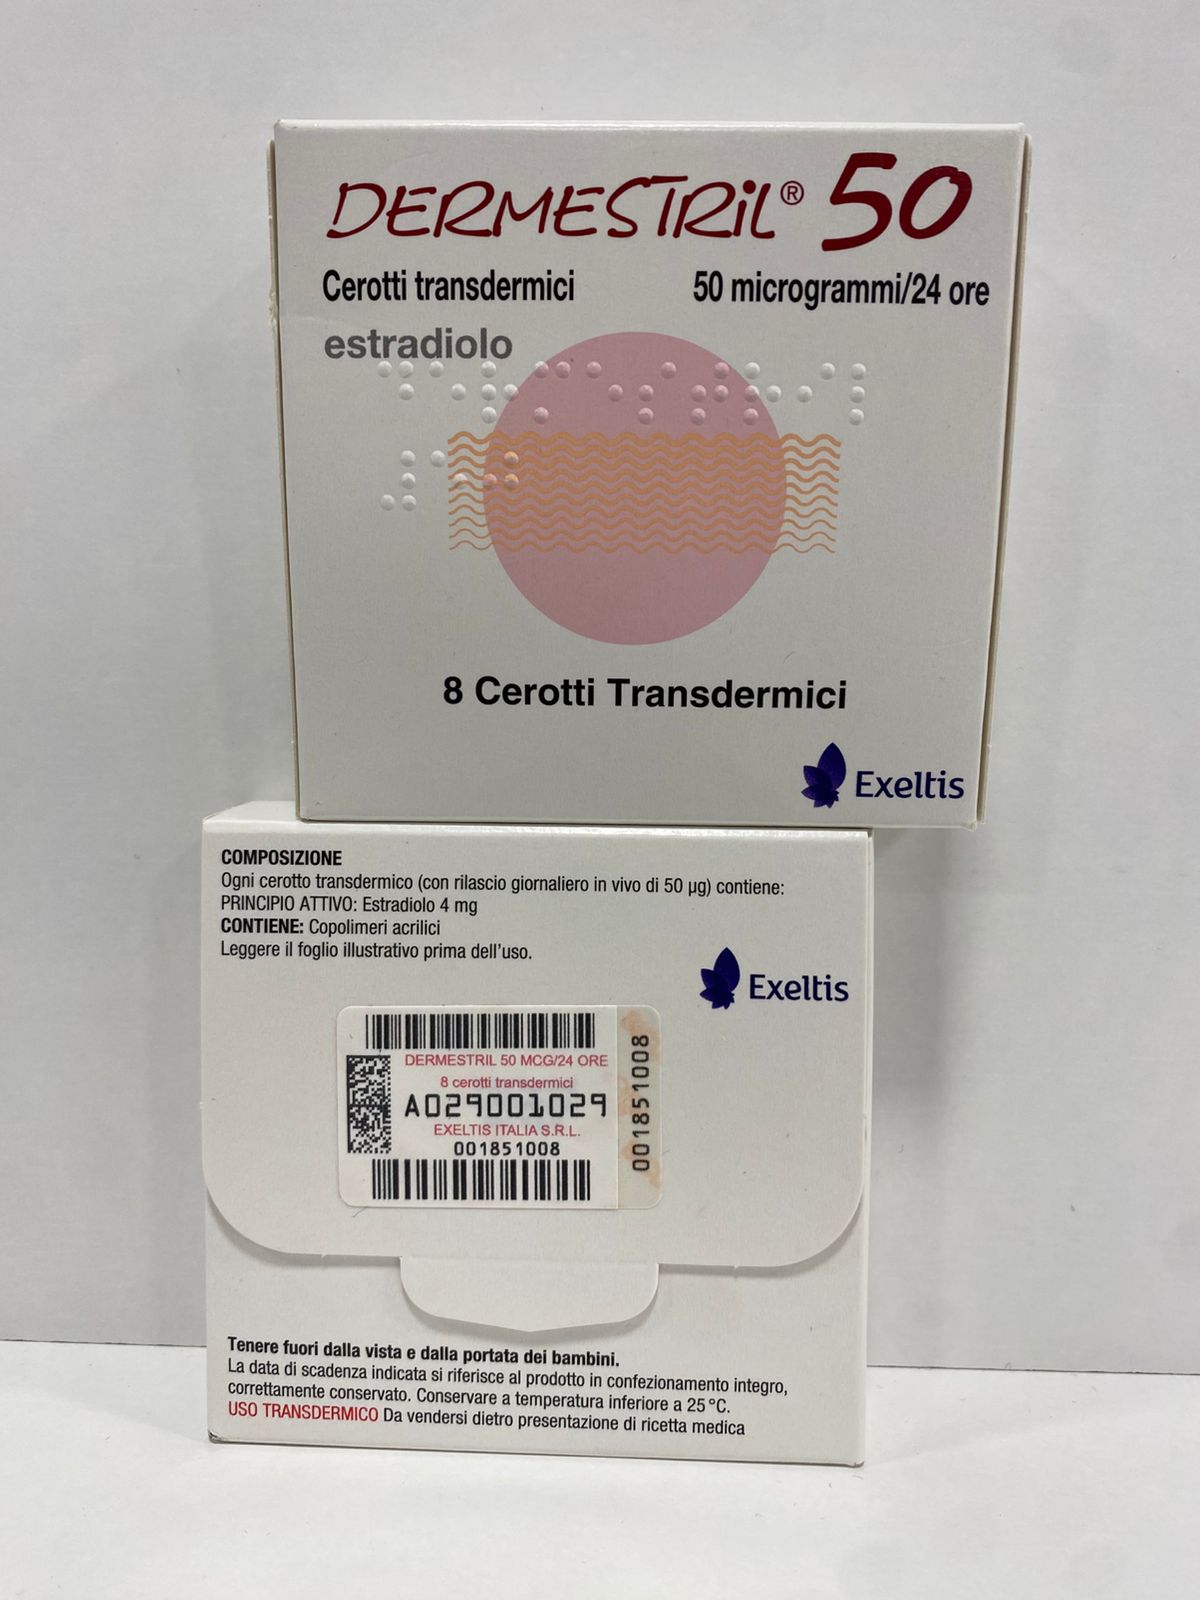 DERMESTRIL® 50
Cerotti transdermici 50 microgrammi/24 ore
estradiolo
8 Cerotti Transdermici
Exeltis
COMPOSIZIONE
Ogni cerotto transdermico (con rilascio giornaliero in vivo di 50 µg) contiene:
PRINCIPIO ATTIVO: Estradiolo 4 mg
CONTIENE: Copolimeri acrilici
Leggere il foglio illustrativo prima dell'uso.
Exeltis
DERMESTRIL 50 MCG/24 ORE
8 cerotti transdermici
A029001029
EXELTIS ITALIA S.R.L.
001851008
001851008
Tenere fuori dalla vista e dalla portata dei bambini.
La data di scadenza indicata si riferisce al prodotto in confezionamento integro,
correttamente conservato. Conservare a temperatura inferiore a 25 °C.
USO TRANSDERMICO Da vendersi dietro presentazione di ricetta medica